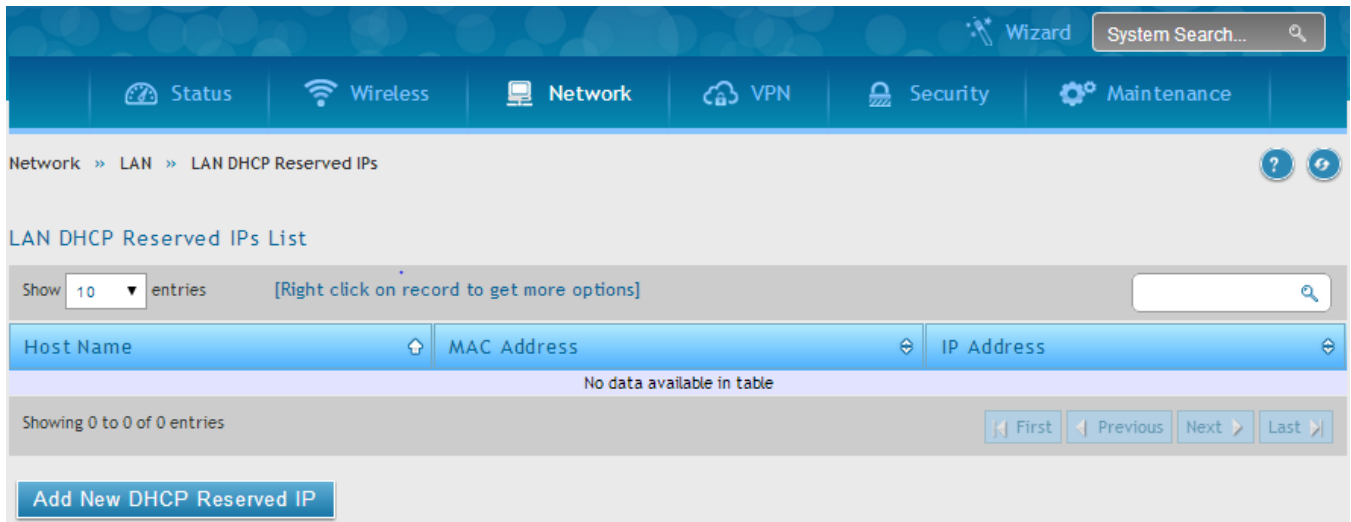 Wizard System Search...
Status Wireless Network VPN Security Maintenance
Network » LAN » LAN DHCP Reserved IPs
?
LAN DHCP Reserved IPs List
Show 10 entries [Right click on record to get more options]
Host Name MAC Address IP Address
No data available in table
Showing 0 to 0 of 0 entries First Previous Next Last
Add New DHCP Reserved IP